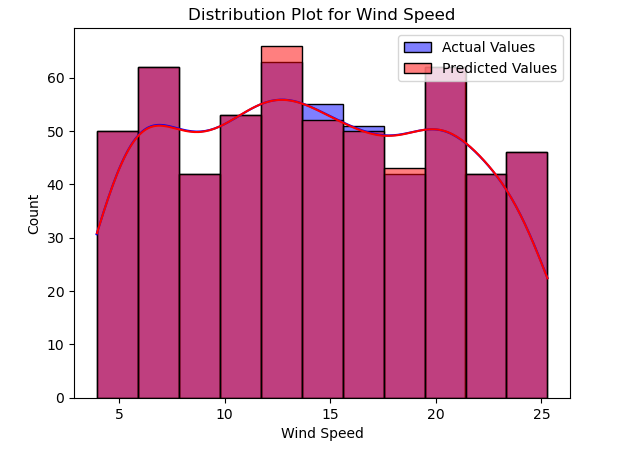 Distribution Plot for Wind Speed
Actual Values
Predicted Values
60
50
40
30
20
10
0
Count
5 10 15 20 25
Wind Speed